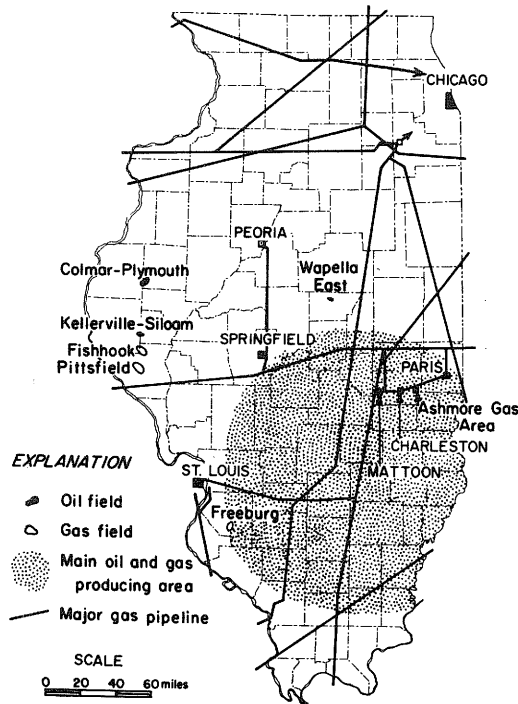 CHICAGO
PEORIA
Colmar-Plymouth
Wapella
East
Kellerville-Siloam
Fishhook
Pittsfield
SPRINGFIELD
PARIS
Ashmore Gas
Area
CHARLESTON
MATTOON
ST. LOUIS
Freeburg
EXPLANATION
Oil field
Gas field
Main oil and gas
producing area
Major gas pipeline
SCALE
0 20 40 60 miles